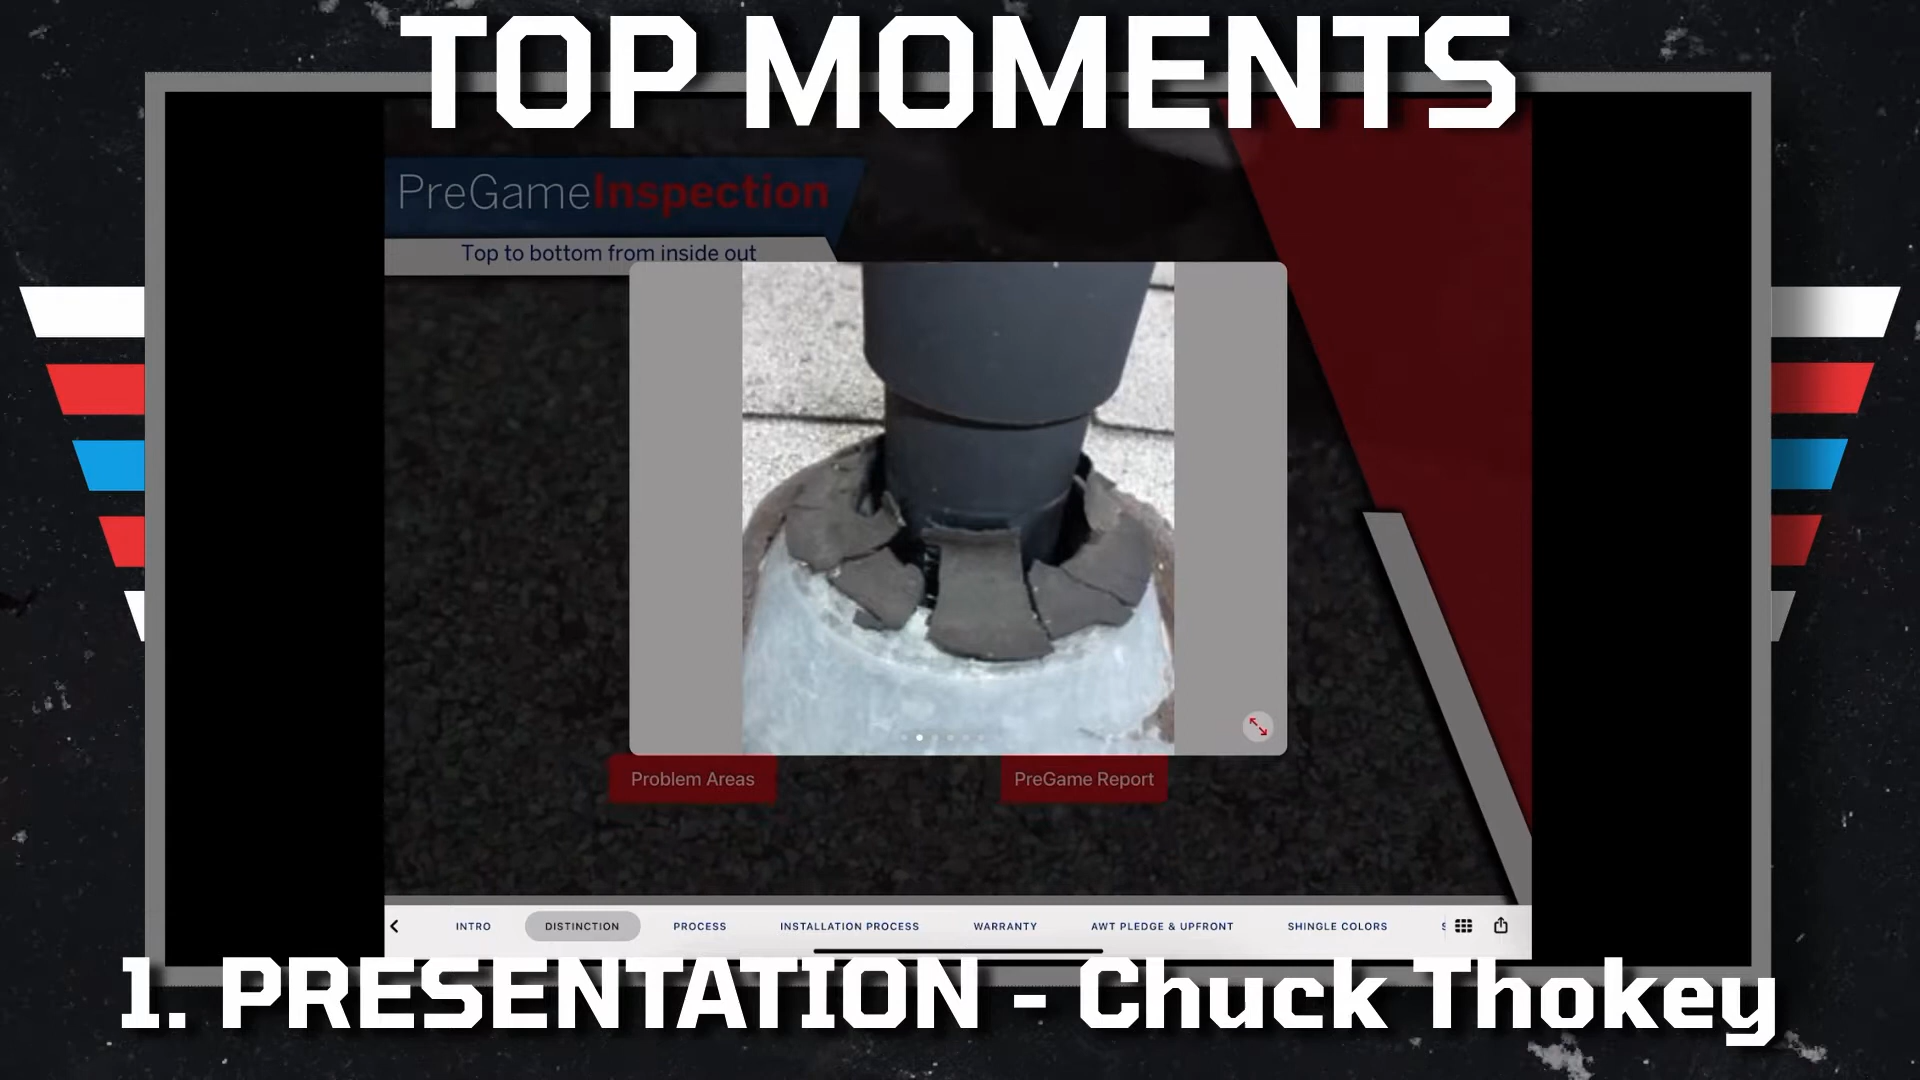 TOP MOMENTS
PreGameInspection
Top to bottom from inside out
Problem Areas
PreGame Report
INTRO
DISTINCTION
PROCESS
INSTALLATION PROCESS
WARRANTY
AWT PLEDGE & UPFRONT
SHINGLE COLORS
1. PRESENTATION - Chuck Thokey